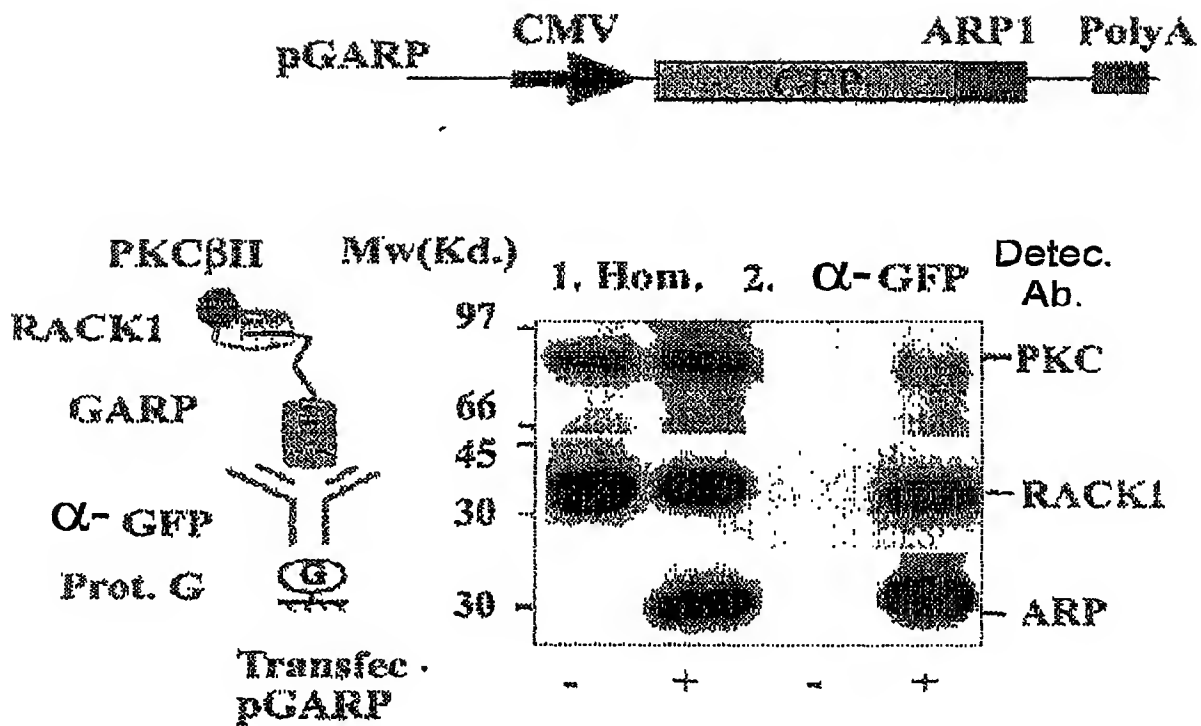 pGARP CMV GFP ARP1 PolyA
PKCβII Mw(Kd.) 1. Hom. 2. α-GFP Detec. Ab.
RACK1 97 PKC
GARP 66
45
α-GFP 30 RACK1
Prot. G G 30 ARP
Transfec. - + - +
pGARP